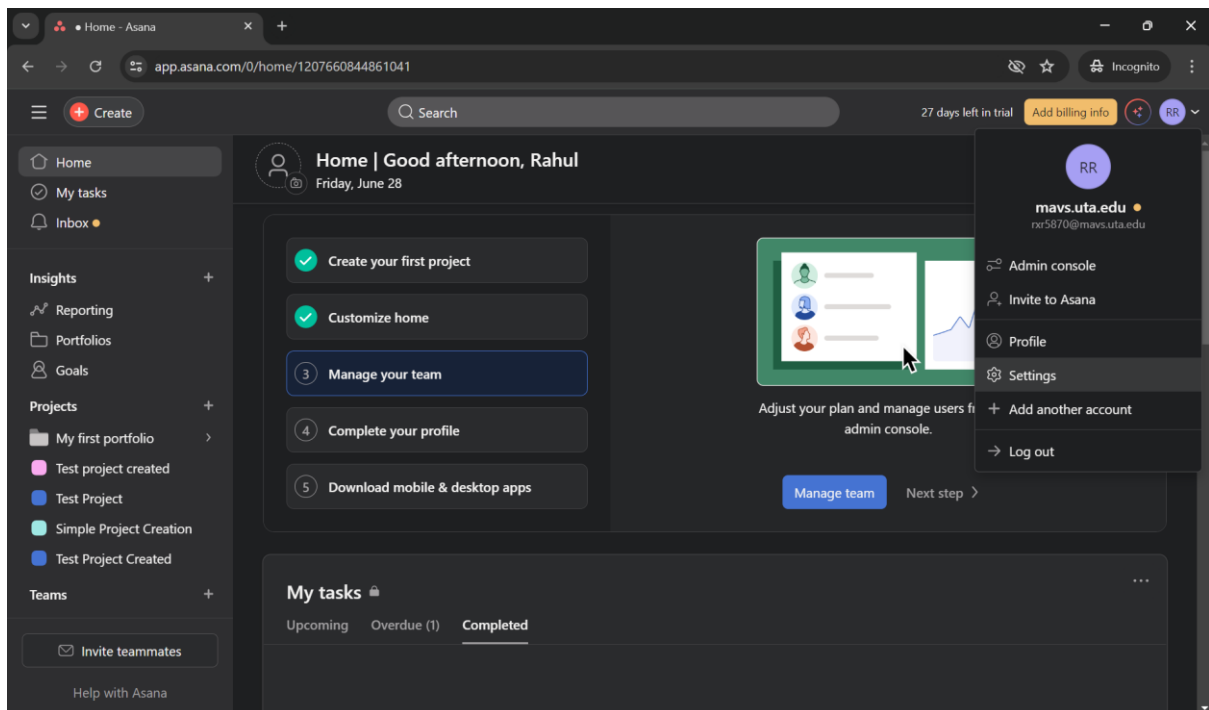 ● Home - Asana
app.asana.com/0/home/1207660844861041
Incognito
Create
Search
27 days left in trial
Add billing info
RR
Home
My tasks
Inbox
Insights
Reporting
Portfolios
Goals
Projects
My first portfolio
Test project created
Test Project
Simple Project Creation
Test Project Created
Teams
Invite teammates
Help with Asana
Home | Good afternoon, Rahul
Friday, June 28
Create your first project
Customize home
3 Manage your team
4 Complete your profile
5 Download mobile & desktop apps
Adjust your plan and manage users
admin console.
Manage team
Next step
My tasks
Upcoming
Overdue (1)
Completed
RR
mavs.uta.edu
rxr5870@mavs.uta.edu
Admin console
Invite to Asana
Profile
Settings
Add another account
Log out